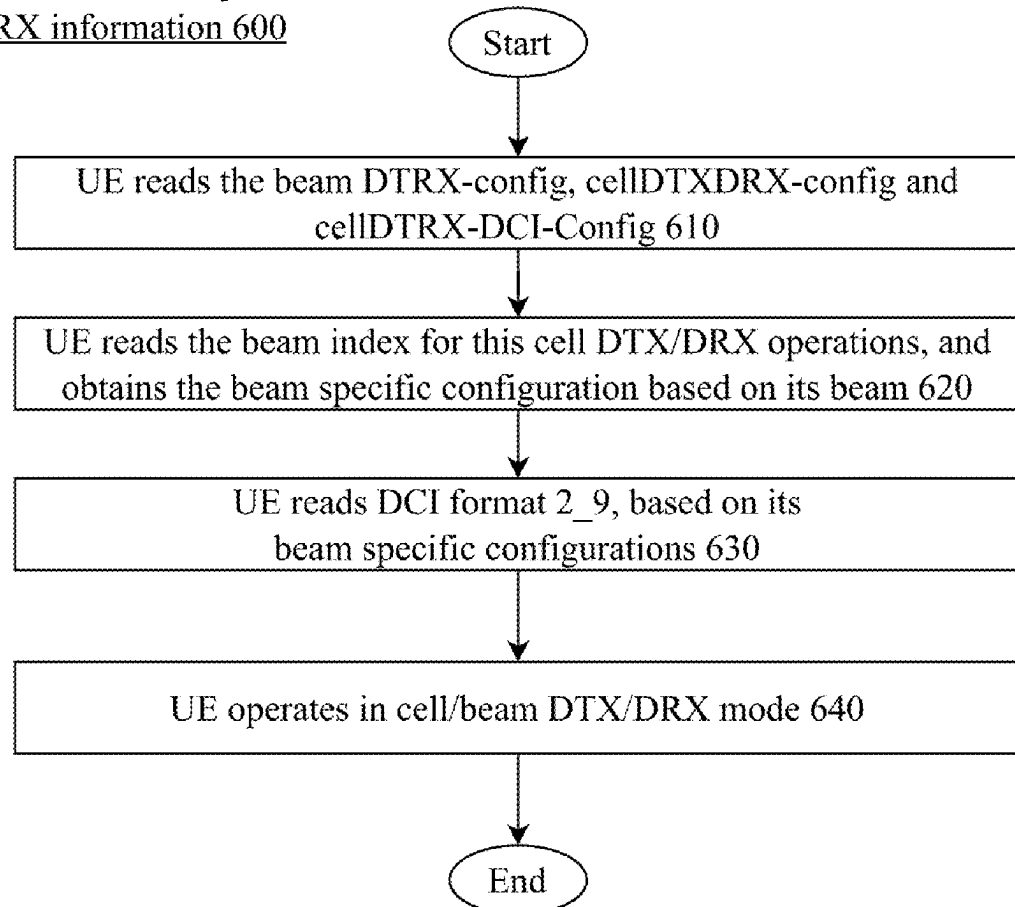 RX information 600
Start
UE reads the beam DTRX-config, cellDTXDRX-config and
cellDTRX-DCI-Config 610
UE reads the beam index for this cell DTX/DRX operations, and
obtains the beam specific configuration based on its beam 620
UE reads DCI format 2_9, based on its
beam specific configurations 630
UE operates in cell/beam DTX/DRX mode 640
End